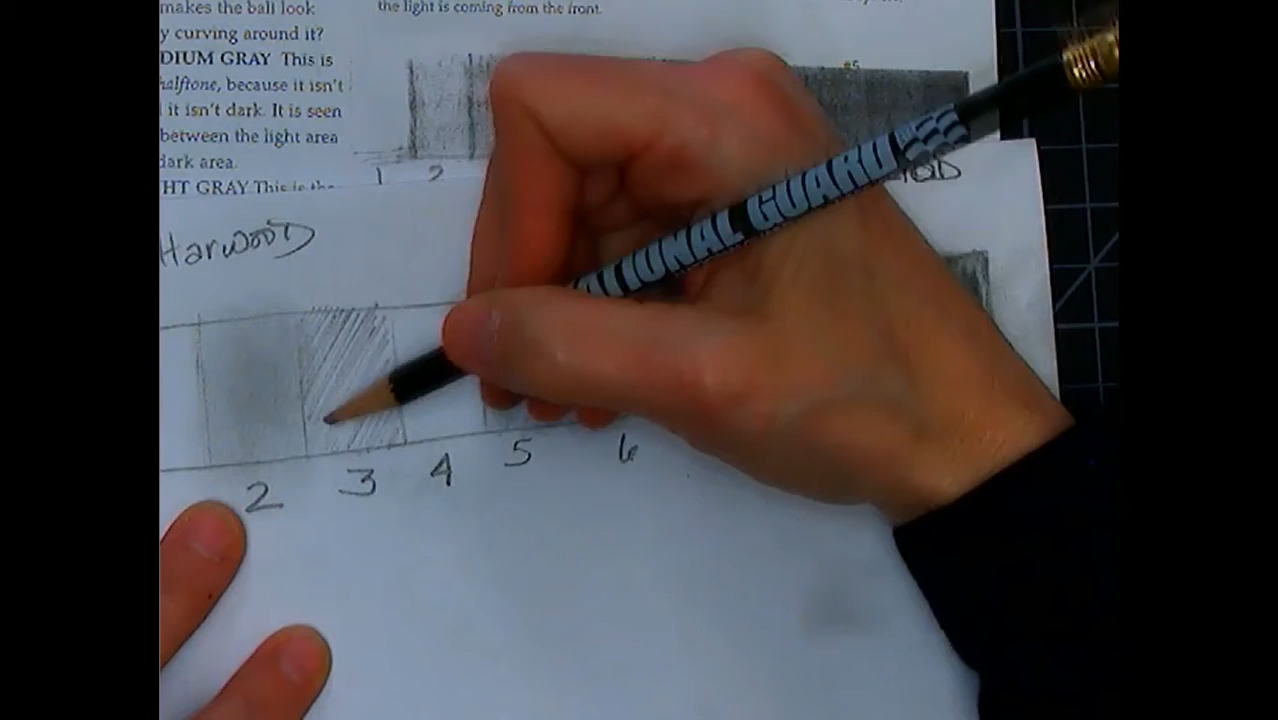 makes the ball look
y curving around it?
DIUM GRAY This is
halftone, because it isn't
it isn't dark. It is seen
between the light area
dark area.
HT GRAY This is the
the light is coming from the front.
#5
1 2
Harwood
NATIONAL GUARD
2 3 4 5 6